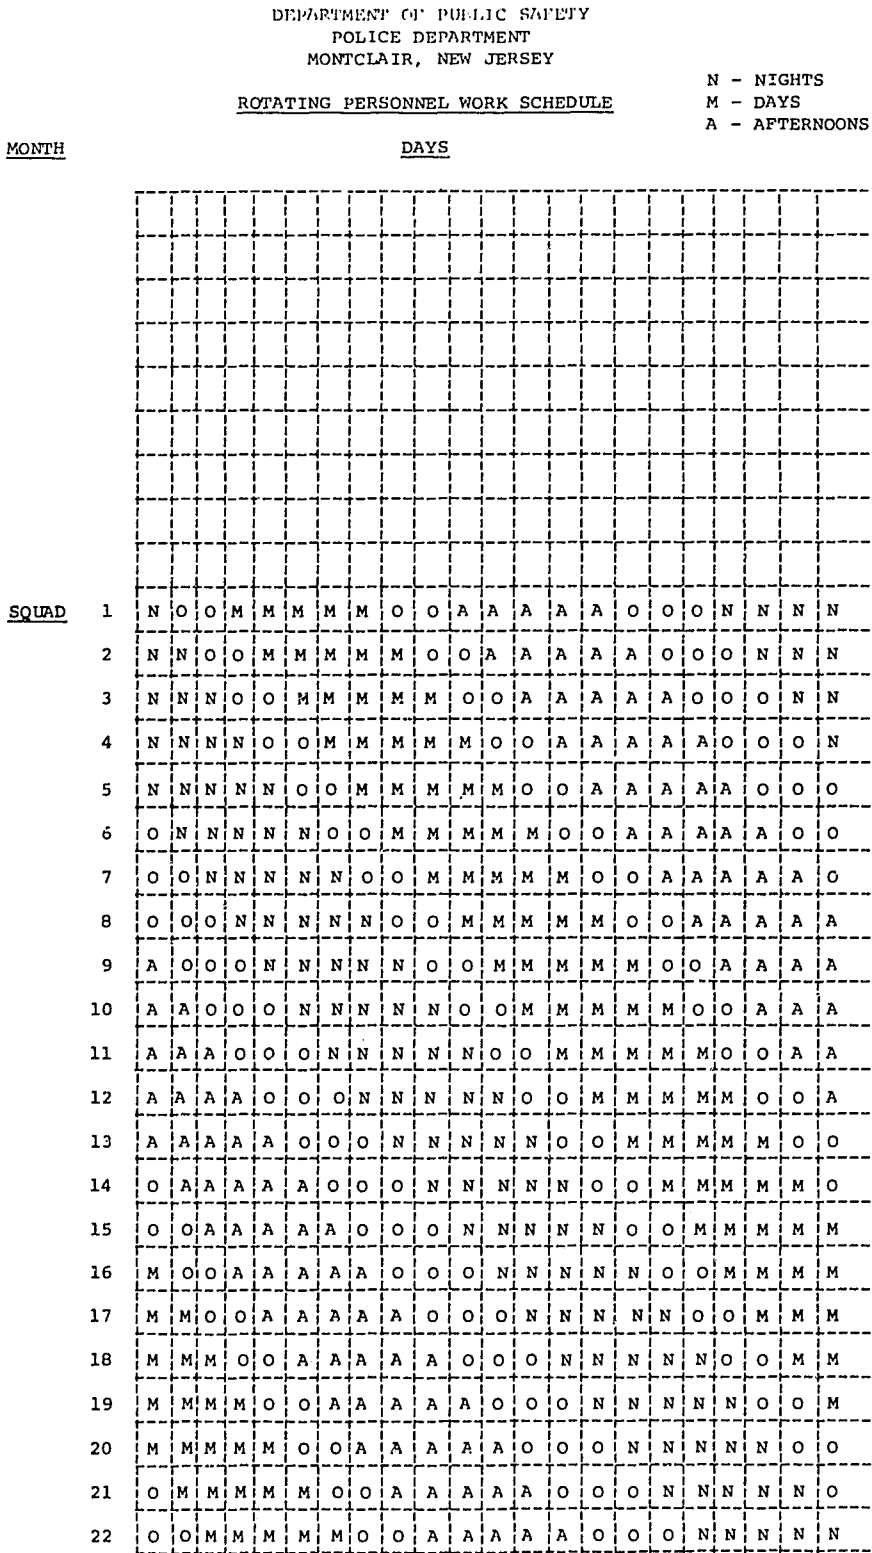 DEPARTMENT OF PUBLIC SAFETY
POLICE DEPARTMENT
MONTCLAIR, NEW JERSEY
N - NIGHTS
ROTATING PERSONNEL WORK SCHEDULE M - DAYS
A - AFTERNOONS
MONTH DAYS
SQUAD 1 N O O M M M M M O O A A A A A O O O N N N N
2 N N O O M M M M M O O A A A A A O O O N N N
3 N N N O O M M M M M O O A A A A A O O O N N
4 N N N N O O M M M M M O O A A A A A O O O N
5 N N N N N O O M M M M M O O A A A A A O O O
6 O N N N N N O O M M M M M O O A A A A A O O
7 O O N N N N N O O M M M M M O O A A A A A O
8 O O O N N N N N O O M M M M M O O A A A A A
9 A O O O N N N N N O O M M M M M O O A A A A
10 A A O O O N N N N N O O M M M M M O O A A A
11 A A A O O O N N N N N O O M M M M M O O A A
12 A A A A O O O N N N N N O O M M M M M O O A
13 A A A A A O O O N N N N N O O M M M M M O O
14 O A A A A A O O O N N N N N O O M M M M M O
15 O O A A A A A O O O N N N N N O O M M M M M
16 M O O A A A A A O O O N N N N N O O M M M M
17 M M O O A A A A A O O O N N N N N O O M M M
18 M M M O O A A A A A O O O N N N N N O O M M
19 M M M M O O A A A A A O O O N N N N N O O M
20 M M M M M O O A A A A A O O O N N N N N O O
21 O M M M M M O O A A A A A O O O N N N N N O
22 O O M M M M M O O A A A A A O O O N N N N N